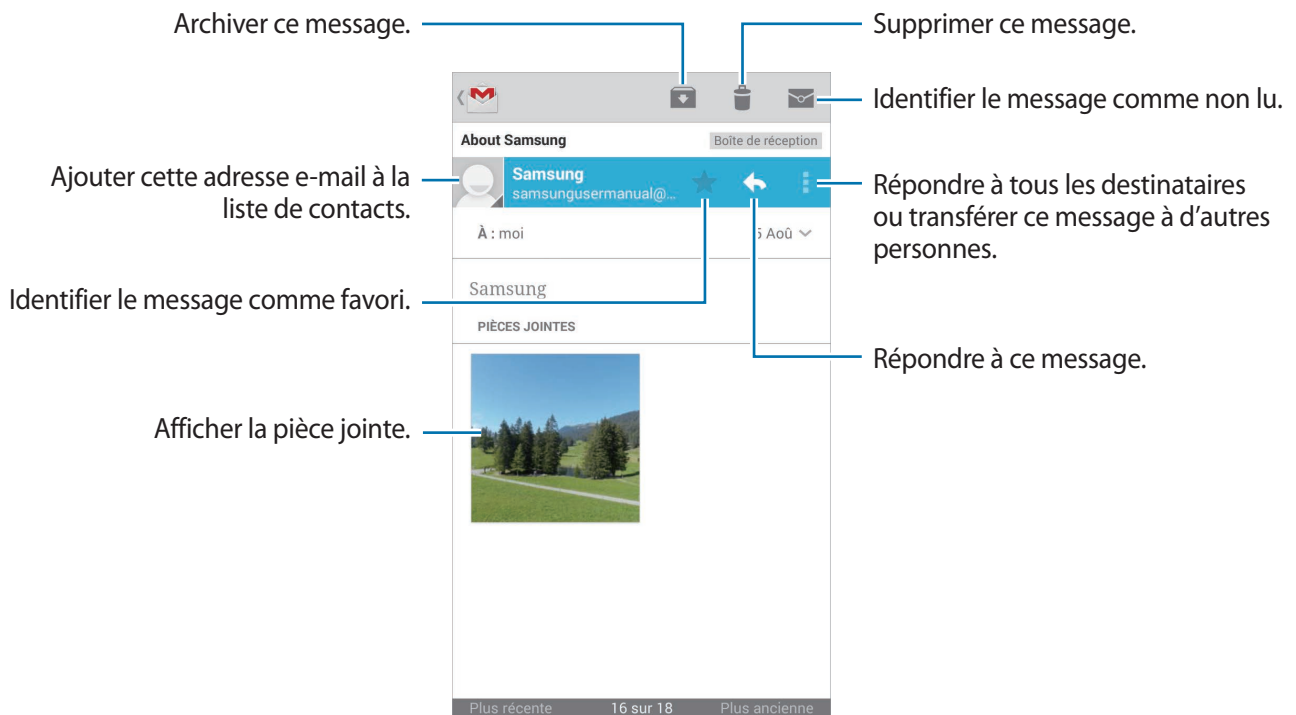 Archiver ce message.
Supprimer ce message.
Identifier le message comme non lu.
About Samsung
Boîte de réception
Ajouter cette adresse e-mail à la
liste de contacts.
Samsung
samsungusermanual@...
Répondre à tous les destinataires
ou transférer ce message à d'autres
personnes.
À : moi
5 Aoû
Identifier le message comme favori.
Samsung
PIÈCES JOINTES
Répondre à ce message.
Afficher la pièce jointe.
Plus récente 16 sur 18 Plus ancienne